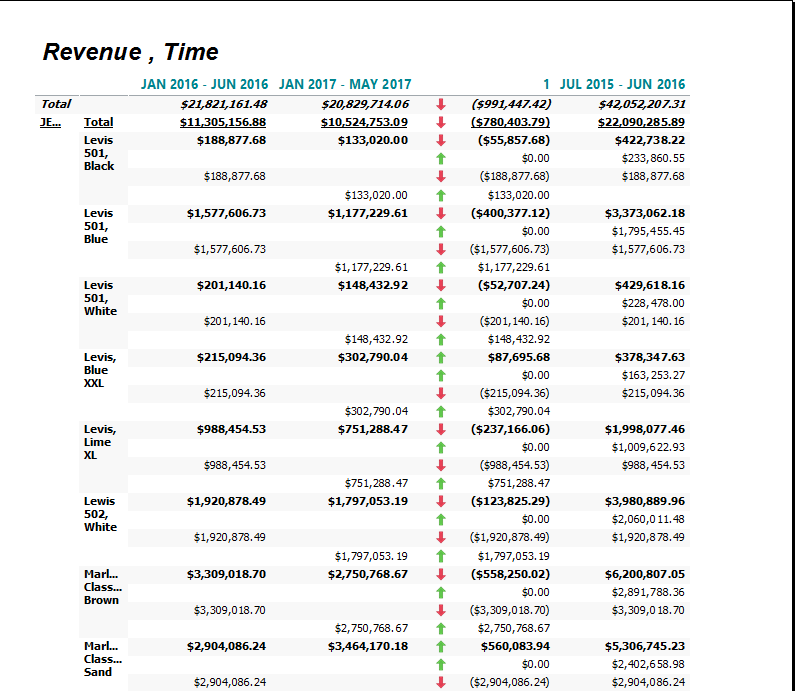 Revenue , Time
JAN 2016 - JUN 2016 JAN 2017 - MAY 2017 1 JUL 2015 - JUN 2016
Total $21,821,161.48 $20,829,714.06 ($991,447.42) $42,052,207.31
JE... Total $11,305,156.88 $10,524,753.09 ($780,403.79) $22,090,285.89
Levis $188,877.68 $133,020.00 ($55,857.68) $422,738.22
501, $0.00 $233,860.55
Black
$188,877.68 ($188,877.68) $188,877.68
$133,020.00 $133,020.00
Levis $1,577,606.73 $1,177,229.61 ($400,377.12) $3,373,062.18
501, $0.00 $1,795,455.45
Blue
$1,577,606.73 ($1,577,606.73) $1,577,606.73
$1,177,229.61 $1,177,229.61
Levis $201,140.16 $148,432.92 ($52,707.24) $429,618.16
501, $0.00 $228,478.00
White
$201,140.16 ($201,140.16) $201,140.16
$148,432.92 $148,432.92
Levis, $215,094.36 $302,790.04 $87,695.68 $378,347.63
Blue $0.00 $163,253.27
XXL
$215,094.36 ($215,094.36) $215,094.36
$302,790.04 $302,790.04
Levis, $988,454.53 $751,288.47 ($237,166.06) $1,998,077.46
Lime $0.00 $1,009,622.93
XL
$988,454.53 ($988,454.53) $988,454.53
$751,288.47 $751,288.47
Lewis $1,920,878.49 $1,797,053.19 ($123,825.29) $3,980,889.96
502, $0.00 $2,060,011.48
White
$1,920,878.49 ($1,920,878.49) $1,920,878.49
$1,797,053.19 $1,797,053.19
Marl... $3,309,018.70 $2,750,768.67 ($558,250.02) $6,200,807.05
Class... $0.00 $2,891,788.36
Brown
$3,309,018.70 ($3,309,018.70) $3,309,018.70
$2,750,768.67 $2,750,768.67
Marl... $2,904,086.24 $3,464,170.18 $560,083.94 $5,306,745.23
Class... $0.00 $2,402,658.98
Sand
$2,904,086.24 ($2,904,086.24) $2,904,086.24